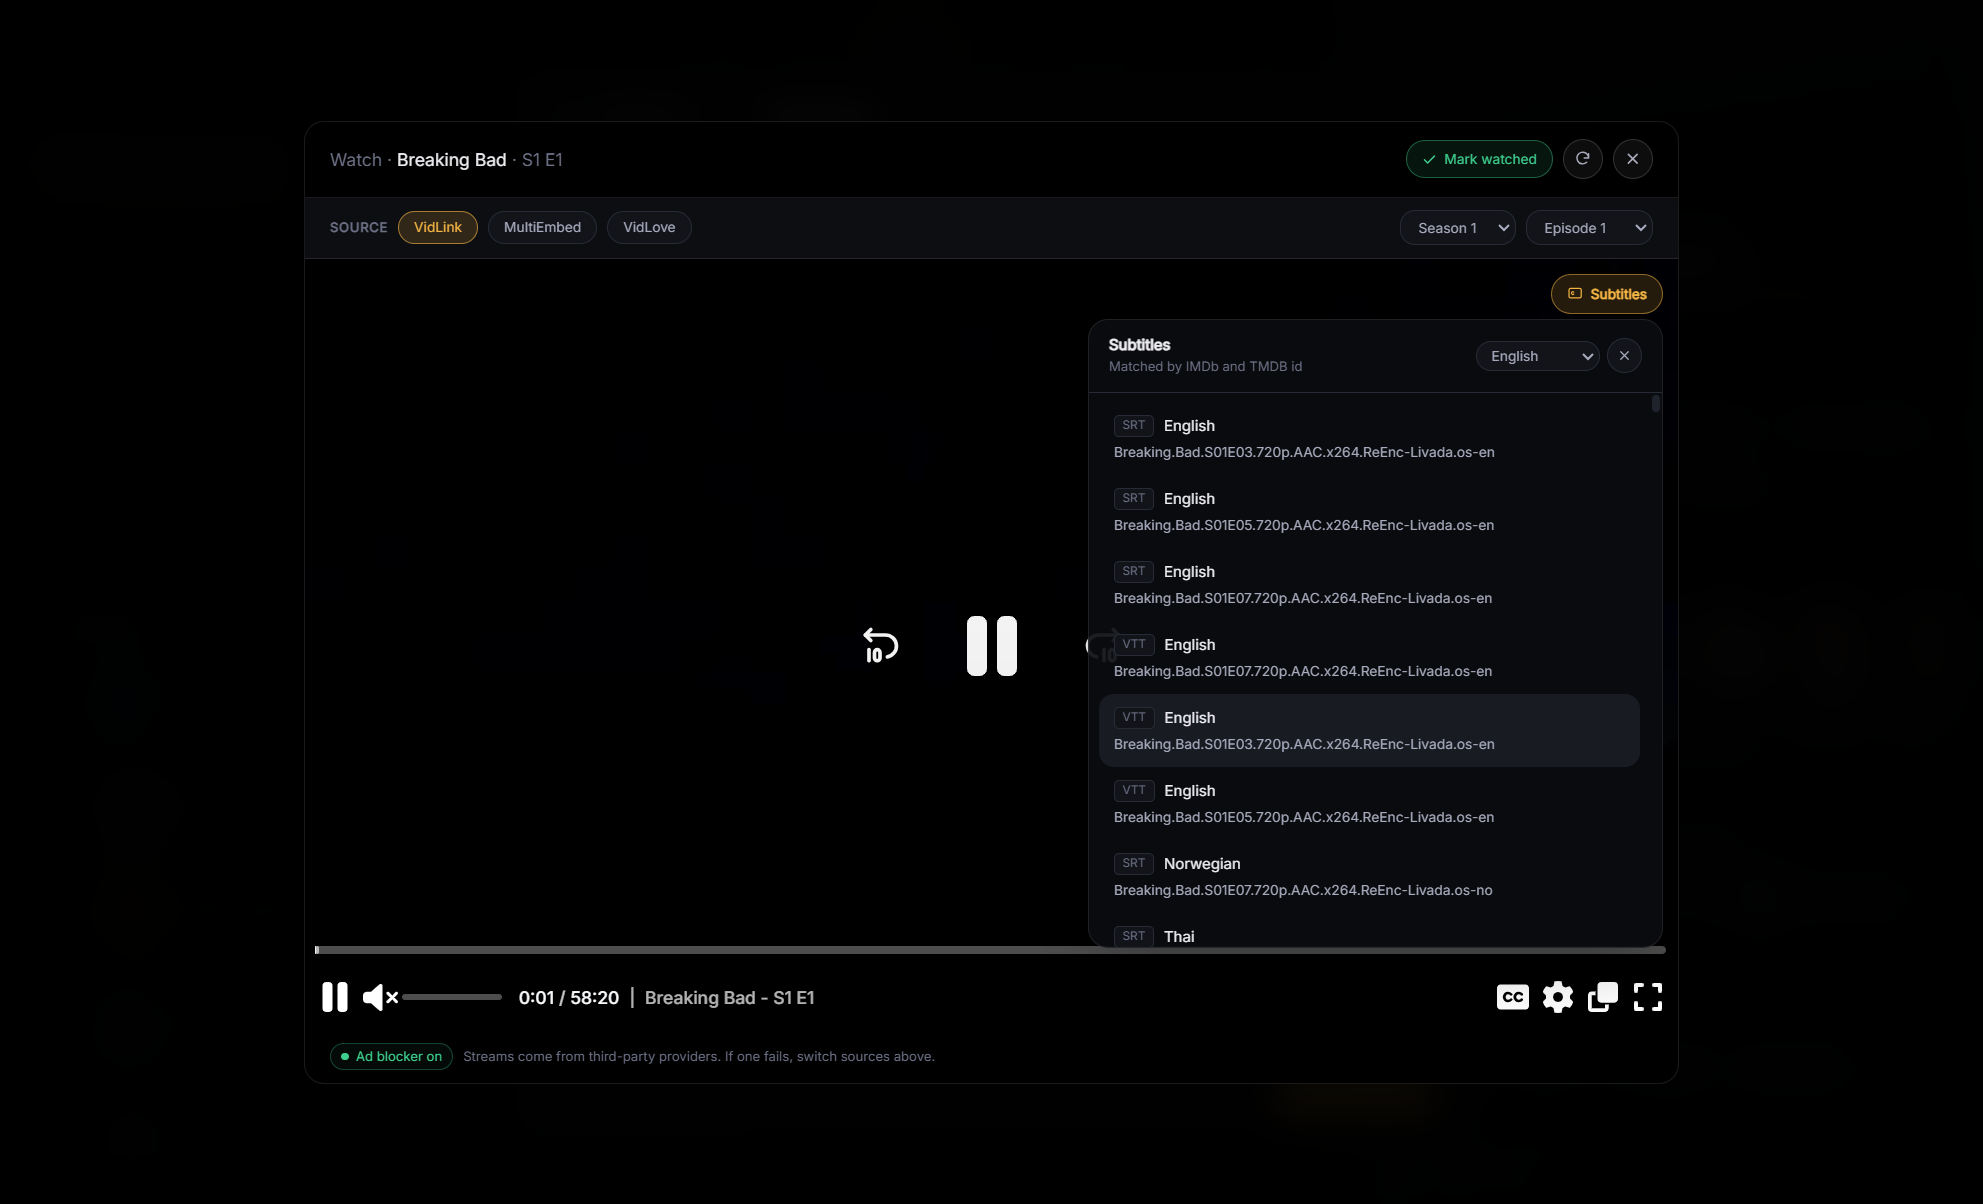 Watch · Breaking Bad · S1 E1
Mark watched
SOURCE VidLink MultiEmbed VidLove
Season 1 Episode 1
Subtitles
Subtitles
Matched by IMDb and TMDB id
English
SRT English
Breaking.Bad.S01E03.720p.AAC.x264.ReEnc-Livada.os-en
SRT English
Breaking.Bad.S01E05.720p.AAC.x264.ReEnc-Livada.os-en
SRT English
Breaking.Bad.S01E07.720p.AAC.x264.ReEnc-Livada.os-en
10
10
VTT English
Breaking.Bad.S01E07.720p.AAC.x264.ReEnc-Livada.os-en
VTT English
Breaking.Bad.S01E03.720p.AAC.x264.ReEnc-Livada.os-en
VTT English
Breaking.Bad.S01E05.720p.AAC.x264.ReEnc-Livada.os-en
SRT Norwegian
Breaking.Bad.S01E07.720p.AAC.x264.ReEnc-Livada.os-no
SRT Thai
0:01 / 58:20 | Breaking Bad - S1 E1
CC
Ad blocker on Streams come from third-party providers. If one fails, switch sources above.